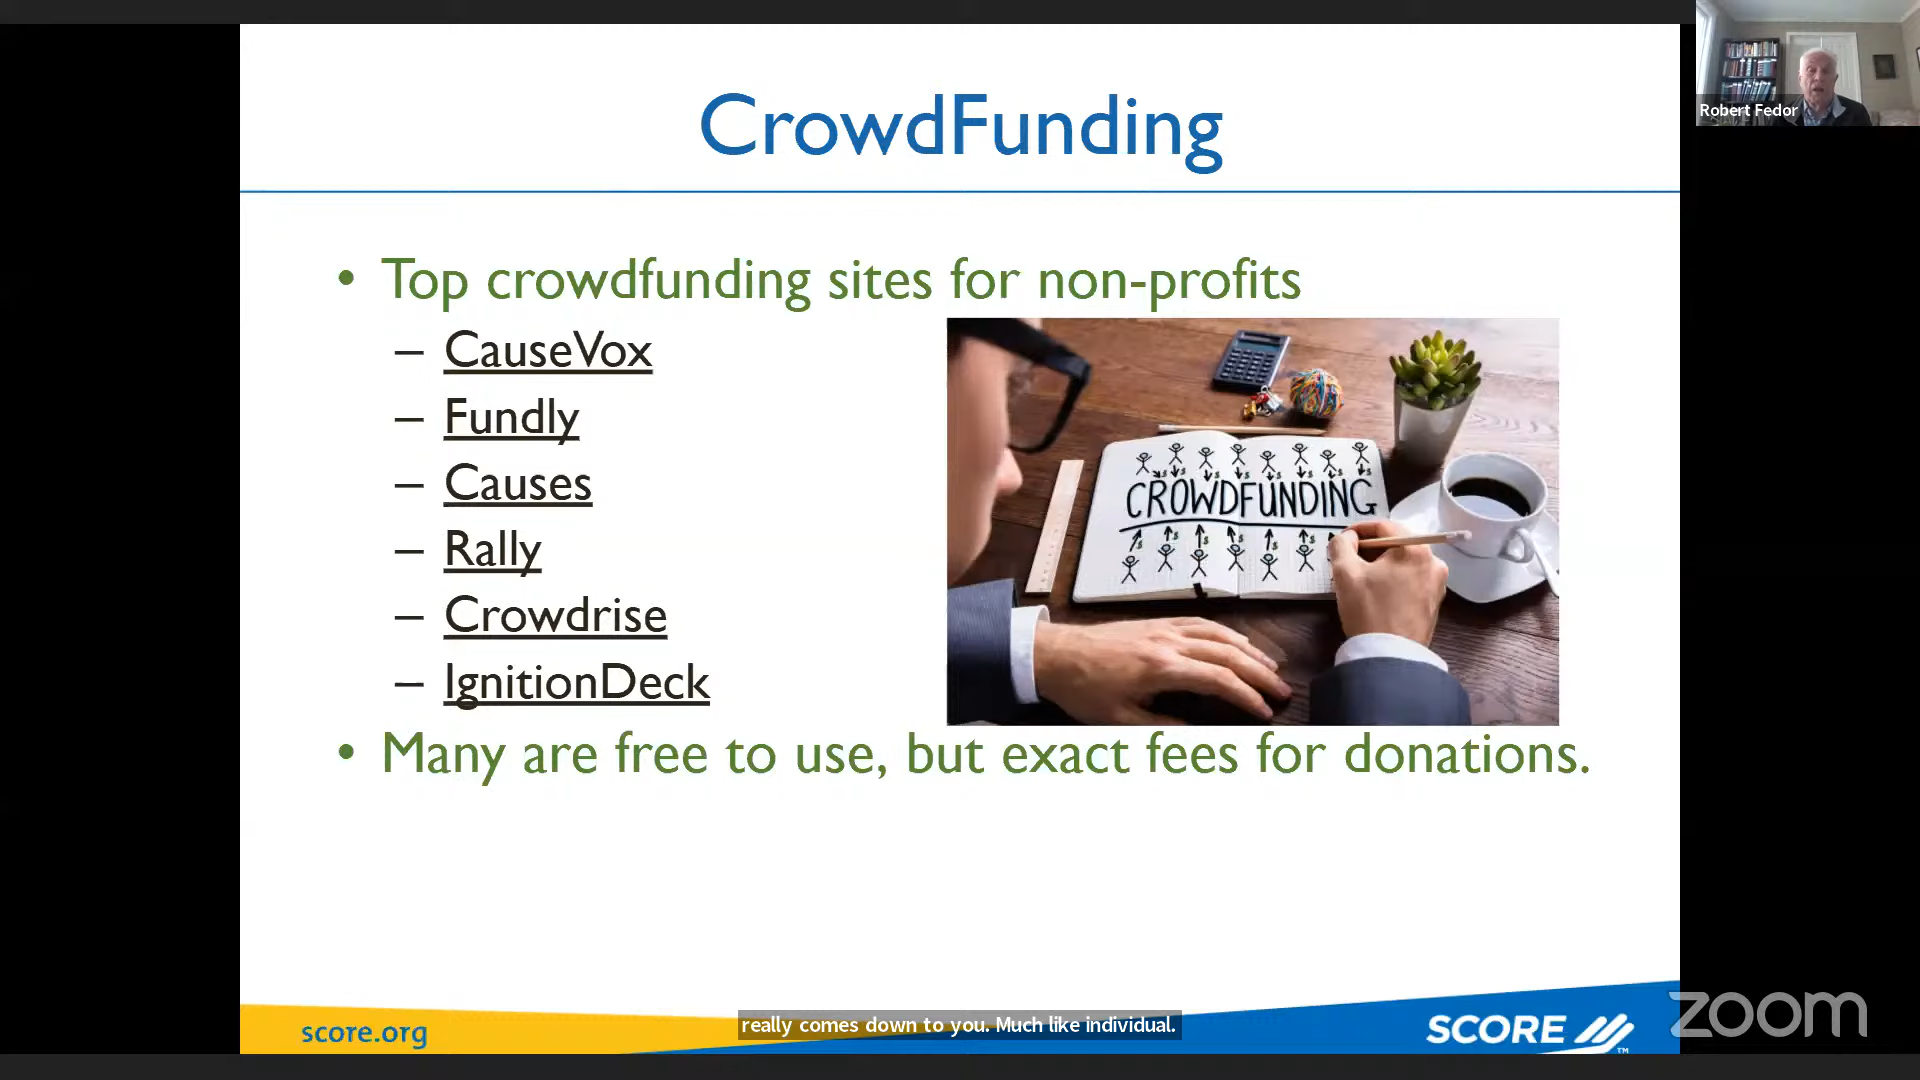 CrowdFunding
Robert Fedor
• Top crowdfunding sites for non-profits
– CauseVox
– Fundly
– Causes
– Rally
– Crowdrise
– IgnitionDeck
CROWDFUNDING
• Many are free to use, but exact fees for donations.
score.org
really comes down to you. Much like individual.
SCORE
TM
zoom